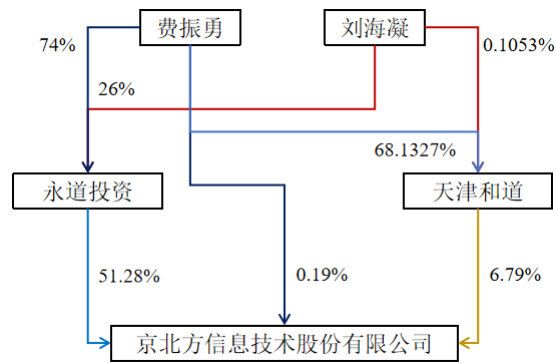 费振勇
刘海凝
74%
0.1053%
26%
68.1327%
永道投资
天津和道
51.28%
0.19%
6.79%
京北方信息技术股份有限公司